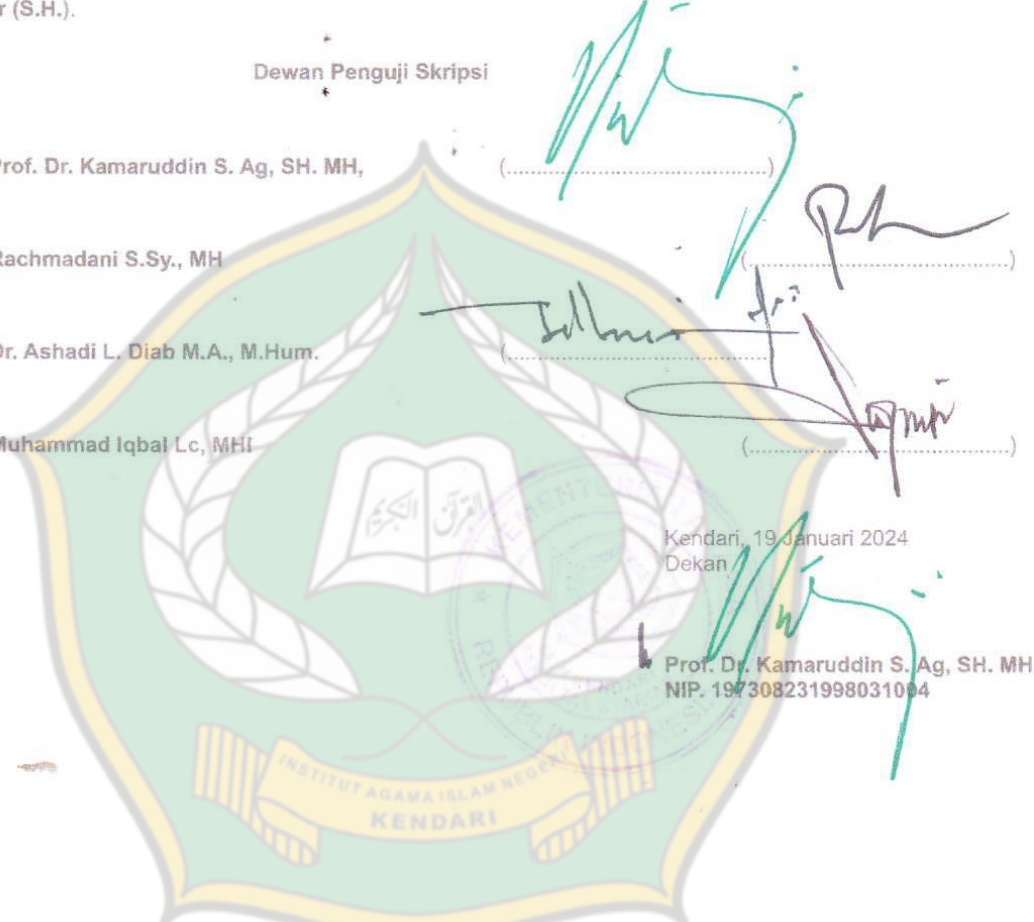 r (S.H.).
Dewan Penguji Skripsi
Prof. Dr. Kamaruddin S. Ag, SH. MH, (..............................................)
Rachmadani S.Sy., MH (..............................................)
Dr. Ashadi L. Diab M.A., M.Hum. (..............................................)
Muhammad Iqbal Lc, MHI (..............................................)
القرآن الكريم
Kendari, 19 Januari 2024
Dekan
Prof. Dr. Kamaruddin S. Ag, SH. MH
NIP. 197308231998031004
INSTITUT AGAMA ISLAM NEGERI
KENDARI